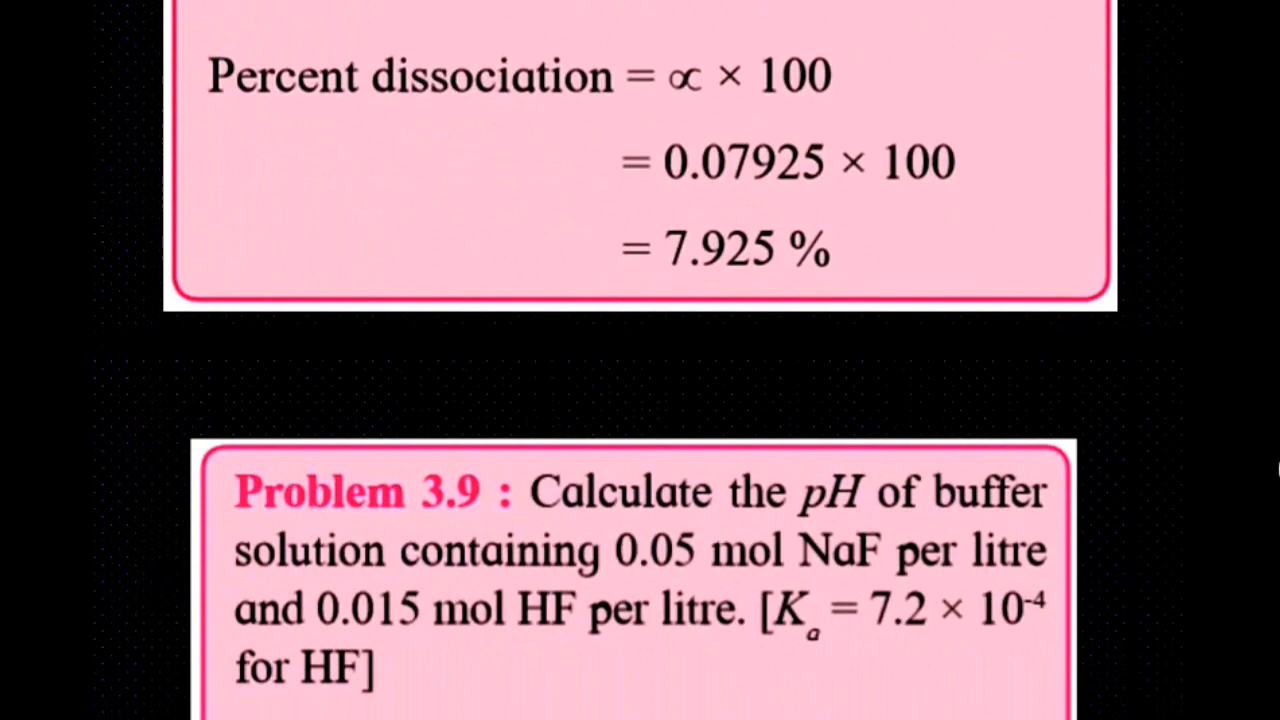 Percent dissociation = ∝ × 100
= 0.07925 × 100
= 7.925 %
Problem 3.9 : Calculate the pH of buffer
solution containing 0.05 mol NaF per litre
and 0.015 mol HF per litre. [Kₐ = 7.2 × 10⁻⁴
for HF]